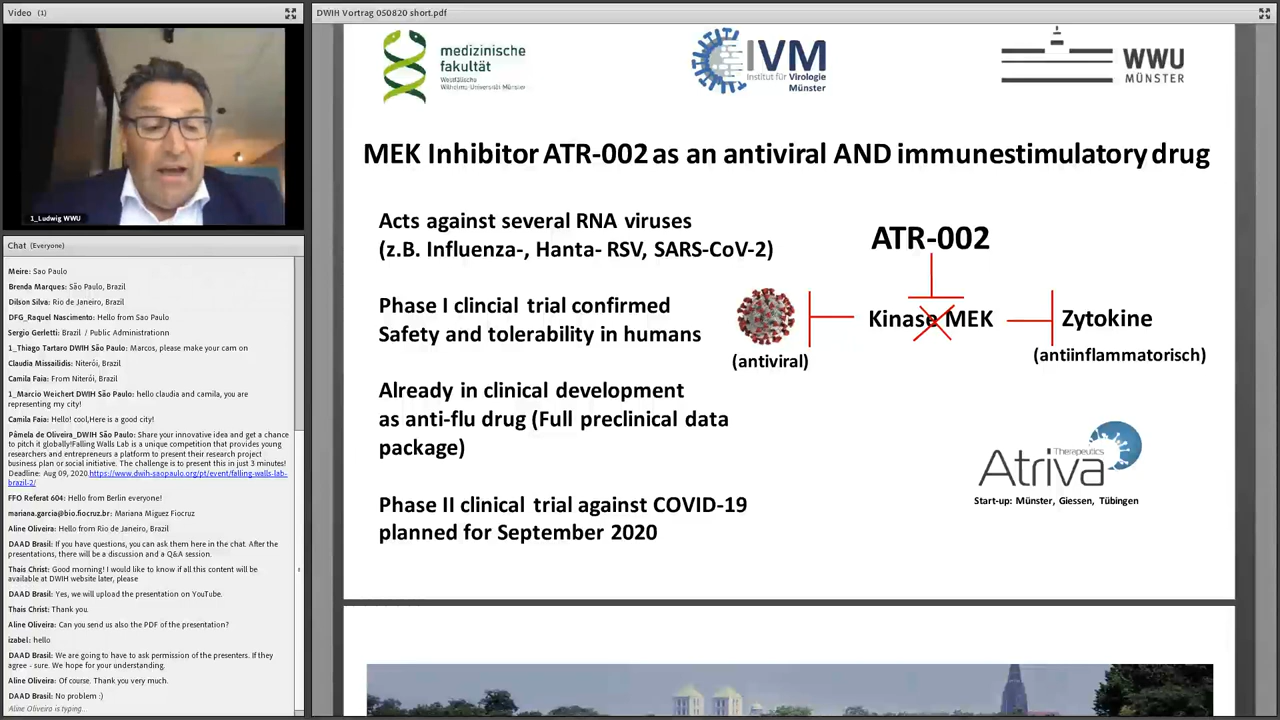 Video (1)
1_Ludwig WWU
Chat (Everyone)
Meire: Sao Paulo
Brenda Marques: São Paulo, Brazil
Dilson Silva: Rio de Janeiro, Brazil
DFG_Raquel Nascimento: Hello from Sao Paulo
Sergio Gerletti: Brazil / Public Administrationn
1_Thiago Tartaro DWIH São Paulo: Marcos, please make your cam on
Claudia Missailidis: Niterói, Brazil
Camila Faia: From Niterói, Brazil
1_Marcio Weichert DWIH São Paulo: hello claudia and camila, you are
representing my city!
Camila Faia: Hello! cool,Here is a good city!
Pâmela de Oliveira_DWIH São Paulo: Share your innovative idea and get a chance
to pitch it globally!Falling Walls Lab is a unique competition that provides young
researchers and entrepreneurs a platform to present their research project
business plan or social initiative. The challenge is to present this in just 3 minutes!
Deadline: Aug 09, 2020.https://www.dwih-saopaulo.org/pt/event/falling-walls-lab-
brazil-2/
FFO Referat 604: Hello from Berlin everyone!
mariana.garcia@bio.fiocruz.br: Mariana Miguez Fiocruz
Aline Oliveira: Hello from Rio de Janeiro, Brazil
DAAD Brasil: If you have questions, you can ask them here in the chat. After the
presentations, there will be a discussion and a Q&A session.
Thais Christ: Good morning! I would like to know if all this content will be
available at DWIH website later, please
DAAD Brasil: Yes, we will upload the presentation on YouTube.
Thais Christ: Thank you.
Aline Oliveira: Can you send us also the PDF of the presentation?
izabel: hello
DAAD Brasil: We are going to have to ask permission of the presenters. If they
agree - sure. We hope for your understanding.
Aline Oliveira: Of course. Thank you very much.
DAAD Brasil: No problem :)
Aline Oliveira is typing...
DWIH Vortrag 050820 short.pdf
medizinische
fakultät
Westfälische
Wilhelms-Universität Münster
IVM
Institut für Virologie
Münster
WWU
MÜNSTER
MEK Inhibitor ATR-002 as an antiviral AND immunestimulatory drug
Acts against several RNA viruses
(z.B. Influenza-, Hanta- RSV, SARS-CoV-2)
Phase I clincial trial confirmed
Safety and tolerability in humans
Already in clinical development
as anti-flu drug (Full preclinical data
package)
Phase II clinical trial against COVID-19
planned for September 2020
ATR-002
Kinase MEK
Zytokine
(antiviral)
(antiinflammatorisch)
Therapeutics
Atriva
Start-up: Münster, Giessen, Tübingen